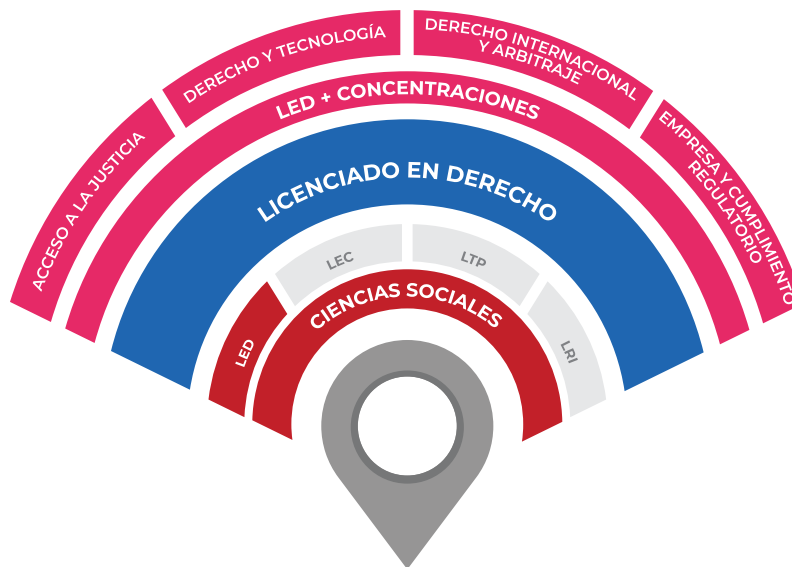 ACCESO A LA JUSTICIA
DERECHO Y TECNOLOGÍA
DERECHO INTERNACIONAL
Y ARBITRAJE
EMPRESA Y CUMPLIMIENTO
REGULATORIO
LED + CONCENTRACIONES
LICENCIADO EN DERECHO
LED
LEC
LTP
LRI
CIENCIAS SOCIALES